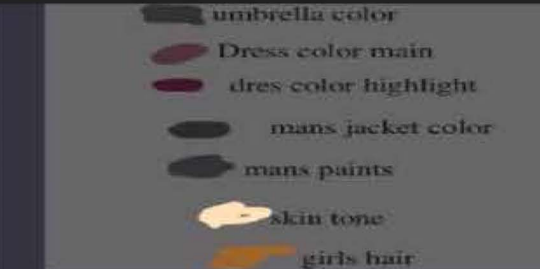 umbrella color
Dress color main
dres color highlight
mans jacket color
mans paints
skin tone
girls hair